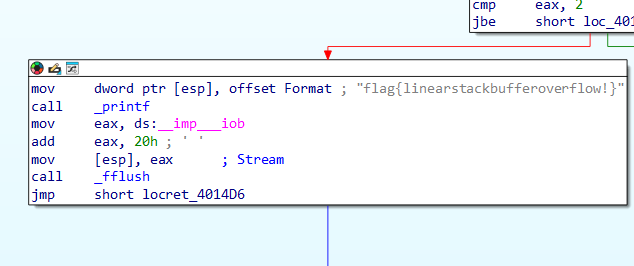 cmp eax, 2
jbe short loc_401
mov dword ptr [esp], offset Format ; "flag{linearstackbufferoverflow!}"
call _printf
mov eax, ds:__imp___iob
add eax, 20h ; ' '
mov [esp], eax ; Stream
call _fflush
jmp short locret_4014D6